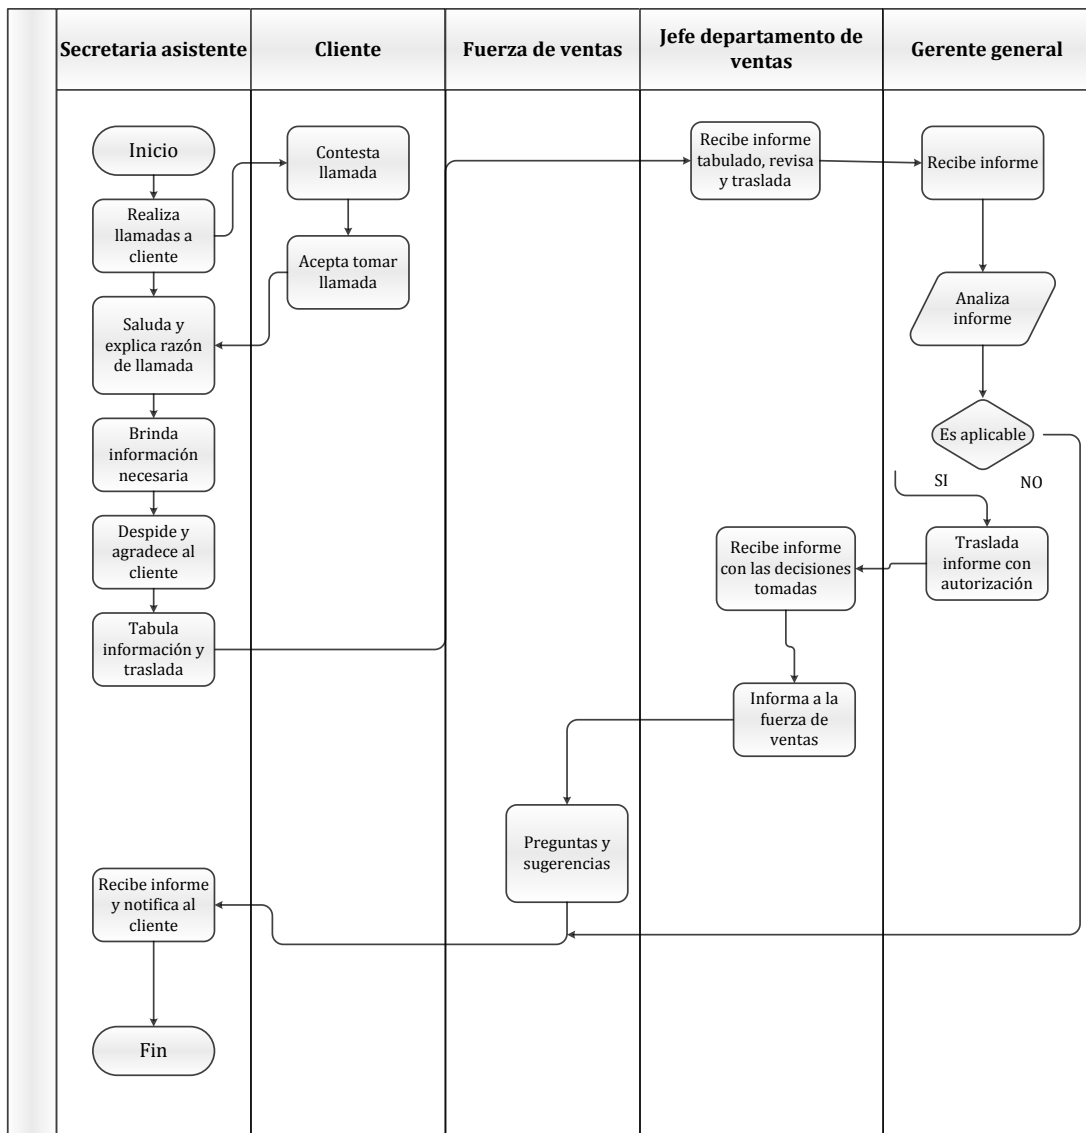 Secretaria asistente
Cliente
Fuerza de ventas
Jefe departamento de
ventas
Gerente general
Inicio
Realiza
llamadas a
cliente
Saluda y
explica razón
de llamada
Brinda
información
necesaria
Despide y
agradece al
cliente
Tabula
información y
traslada
Recibe informe
y notifica al
cliente
Fin
Contesta
llamada
Acepta tomar
llamada
Preguntas y
sugerencias
Recibe informe
tabulado, revisa
y traslada
Recibe informe
con las decisiones
tomadas
Informa a la
fuerza de
ventas
Recibe informe
Analiza
informe
Es aplicable
SI
NO
Traslada
informe con
autorización